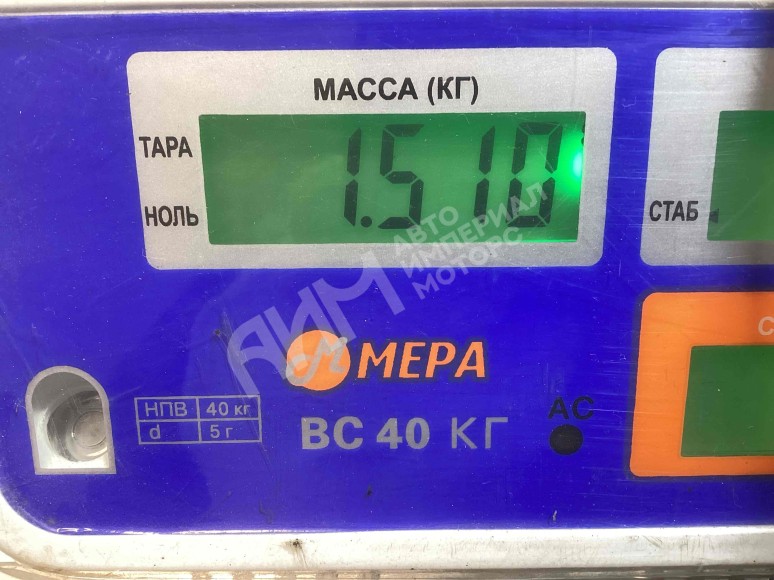 МАССА (КГ)
ТАРА
1.510
НОЛЬ
СТАБ
АИМ АВТО
ИМПЕРИАЛ
МОТОРС
МЕРА
НПВ 40 кг
d 5 г
ВС 40 КГ
AC